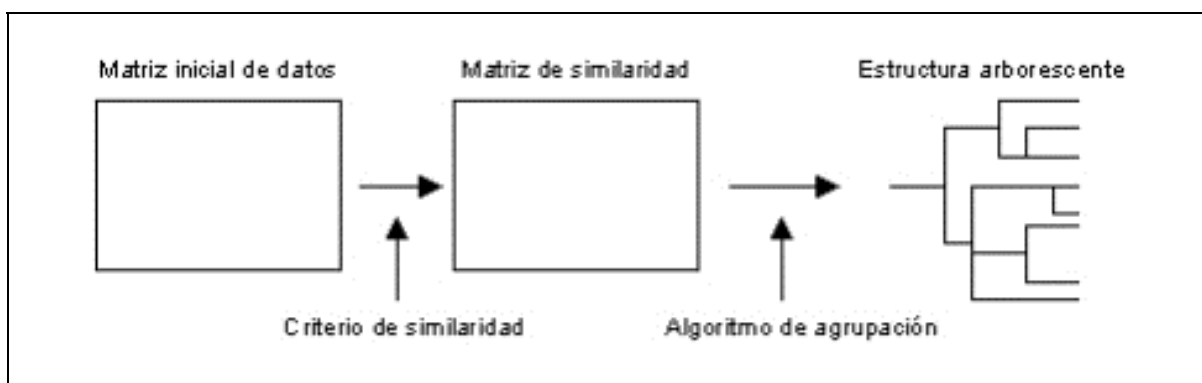 Matriz inicial de datos
Matriz de similaridad
Estructura arborescente
Criterio de similaridad
Algoritmo de agrupación